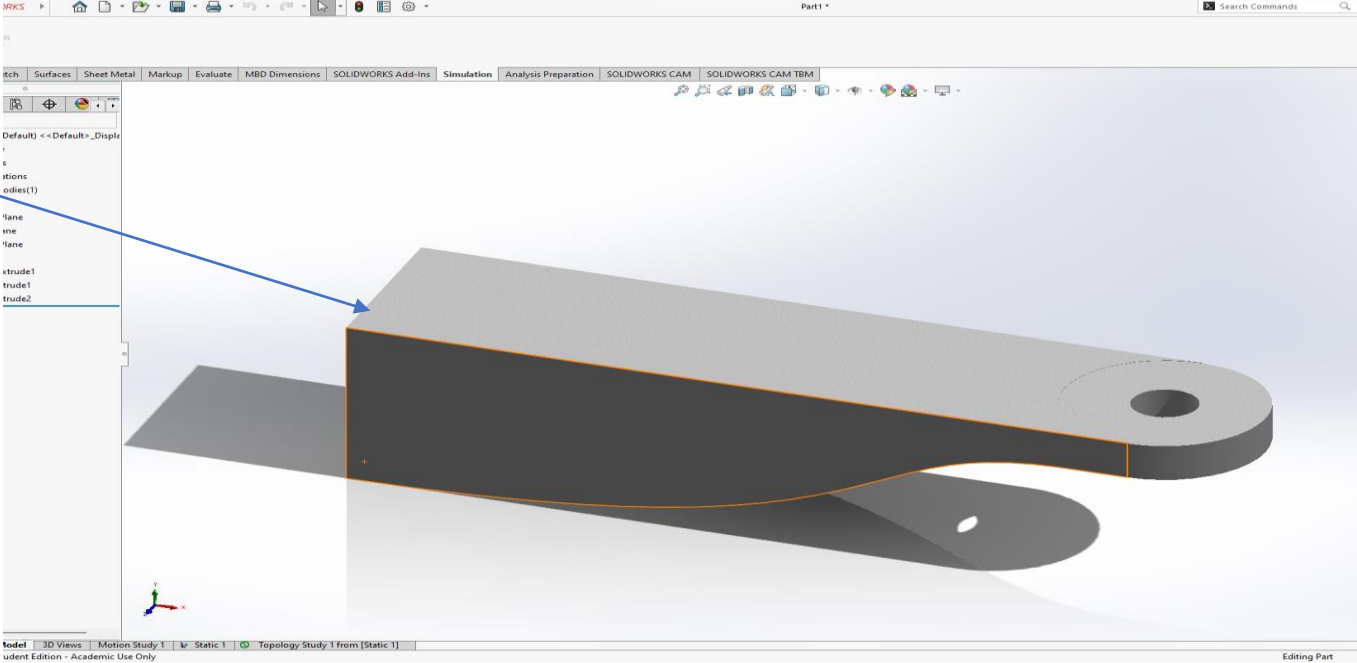 ORKS
Part1 *
Search Commands
etch Surfaces Sheet Metal Markup Evaluate MBD Dimensions SOLIDWORKS Add-Ins Simulation Analysis Preparation SOLIDWORKS CAM SOLIDWORKS CAM TBM
Default) <<Default>_Displa
s
ations
odies(1)
Plane
ane
Plane
xtrude1
trude1
trude2
Y
X
Z
Model 3D Views Motion Study 1 Static 1 Topology Study 1 from [Static 1]
udent Edition - Academic Use Only
Editing Part